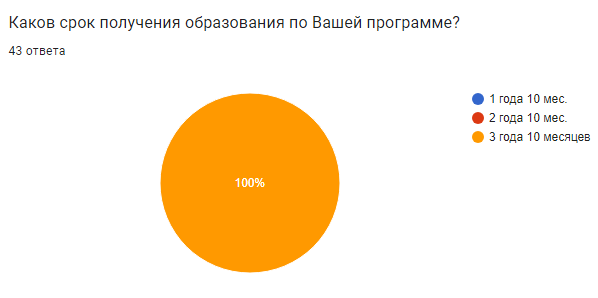 Каков срок получения образования по Вашей программе?
43 ответа
1 года 10 мес.
2 года 10 мес.
3 года 10 месяцев
100%